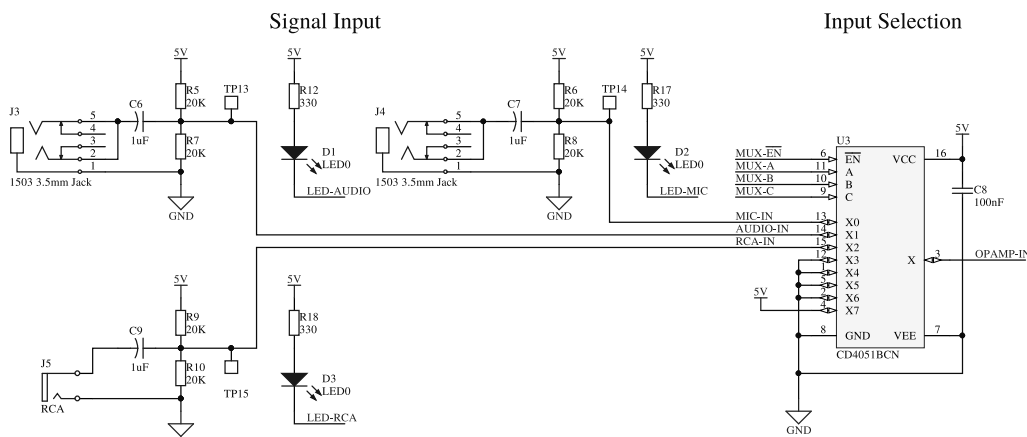 Signal Input
Input Selection
5V
R5
20K
TP13
5V
R12
330
J3
5
4
3
2
1
C6
1uF
R7
20K
D1
LED0
1503 3.5mm Jack
LED-AUDIO
GND
5V
R6
20K
TP14
5V
R17
330
J4
5
4
3
2
1
C7
1uF
R8
20K
D2
LED0
1503 3.5mm Jack
LED-MIC
GND
U3
5V
MUX-EN 6 EN VCC 16
MUX-A 11 A
MUX-B 10 B
MUX-C 9 C
C8
100nF
MIC-IN 13 X0
AUDIO-IN 14 X1
RCA-IN 15 X2
12 X3 X 3 OPAMP-IN
1 X4
5 X5
2 X6
5V 4 X7
8 GND VEE 7
CD4051BCN
GND
5V
R9
20K
5V
R18
330
C9
1uF
J5
R10
20K
TP15
D3
LED0
RCA
LED-RCA